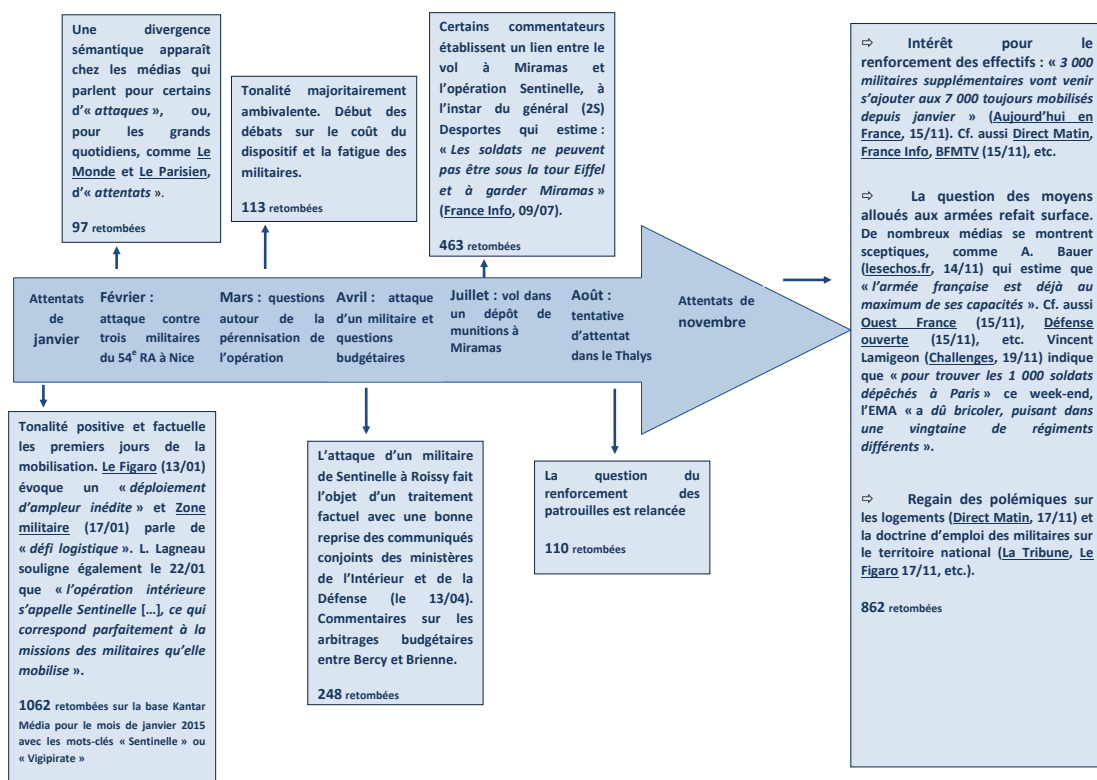 Une divergence
sémantique apparaît
chez les médias qui
parlent pour certains
d'« attaques », ou,
pour les grands
quotidiens, comme Le
Monde et Le Parisien,
d'« attentats ».
97 retombées
Tonalité majoritairement
ambivalente. Début des
débats sur le coût du
dispositif et la fatigue des
militaires.
113 retombées
Certains commentateurs
établissent un lien entre le
vol à Miramas et
l'opération Sentinelle, à
l'instar du général (2S)
Desportes qui estime :
« Les soldats ne peuvent
pas être sous la tour Eiffel
et à garder Miramas »
(France Info, 09/07).
463 retombées
Attentats
de
janvier
Février :
attaque contre
trois militaires
du 54e RA à Nice
Mars : questions
autour de la
pérennisation de
l'opération
Avril : attaque
d'un militaire et
questions
budgétaires
Juillet : vol dans
un dépôt de
munitions à
Miramas
Août :
tentative
d'attentat
dans le Thalys
Attentats de
novembre
Tonalité positive et factuelle
les premiers jours de la
mobilisation. Le Figaro (13/01)
évoque un « déploiement
d'ampleur inédite » et Zone
militaire (17/01) parle de
« défi logistique ». L. Lagneau
souligne également le 22/01
que « l'opération intérieure
s'appelle Sentinelle […], ce qui
correspond parfaitement à la
missions des militaires qu'elle
mobilise ».
1062 retombées sur la base Kantar
Média pour le mois de janvier 2015
avec les mots-clés « Sentinelle » ou
« Vigipirate »
L'attaque d'un militaire
de Sentinelle à Roissy fait
l'objet d'un traitement
factuel avec une bonne
reprise des communiqués
conjoints des ministères
de l'Intérieur et de la
Défense (le 13/04).
Commentaires sur les
arbitrages budgétaires
entre Bercy et Brienne.
248 retombées
La question du
renforcement des
patrouilles est relancée
110 retombées
⇨ Intérêt pour le
renforcement des effectifs : « 3 000
militaires supplémentaires vont venir
s'ajouter aux 7 000 toujours mobilisés
depuis janvier » (Aujourd'hui en
France, 15/11). Cf. aussi Direct Matin,
France Info, BFMTV (15/11), etc.
⇨ La question des moyens
alloués aux armées refait surface.
De nombreux médias se montrent
sceptiques, comme A. Bauer
(lesechos.fr, 14/11) qui estime que
« l'armée française est déjà au
maximum de ses capacités ». Cf. aussi
Ouest France (15/11), Défense
ouverte (15/11), etc. Vincent
Lamigeon (Challenges, 19/11) indique
que « pour trouver les 1 000 soldats
dépêchés à Paris » ce week-end,
l'EMA « a dû bricoler, puisant dans
une vingtaine de régiments
différents ».
⇨ Regain des polémiques sur
les logements (Direct Matin, 17/11) et
la doctrine d'emploi des militaires sur
le territoire national (La Tribune, Le
Figaro 17/11, etc.).
862 retombées